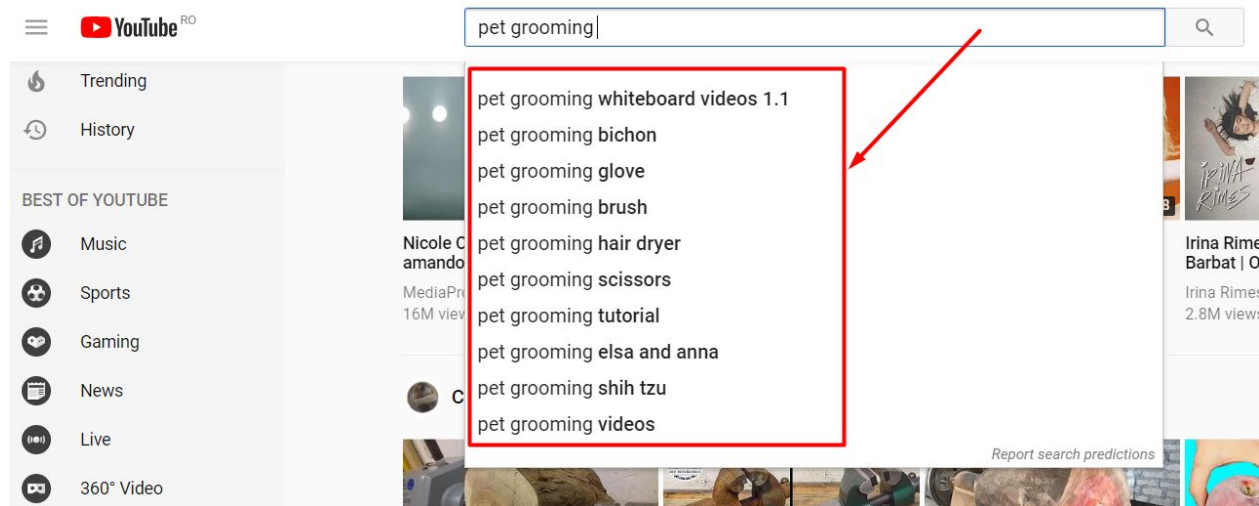 YouTube RO
pet grooming
Trending
History
BEST OF YOUTUBE
Music
Sports
Gaming
News
Live
360° Video
pet grooming whiteboard videos 1.1
pet grooming bichon
pet grooming glove
pet grooming brush
pet grooming hair dryer
pet grooming scissors
pet grooming tutorial
pet grooming elsa and anna
pet grooming shih tzu
pet grooming videos
Report search predictions
Nicole C
amando
MediaPro
16M view
C
IRINA
RIMES
3
Irina Rime
Barbat | O
Irina Rimes
2.8M views